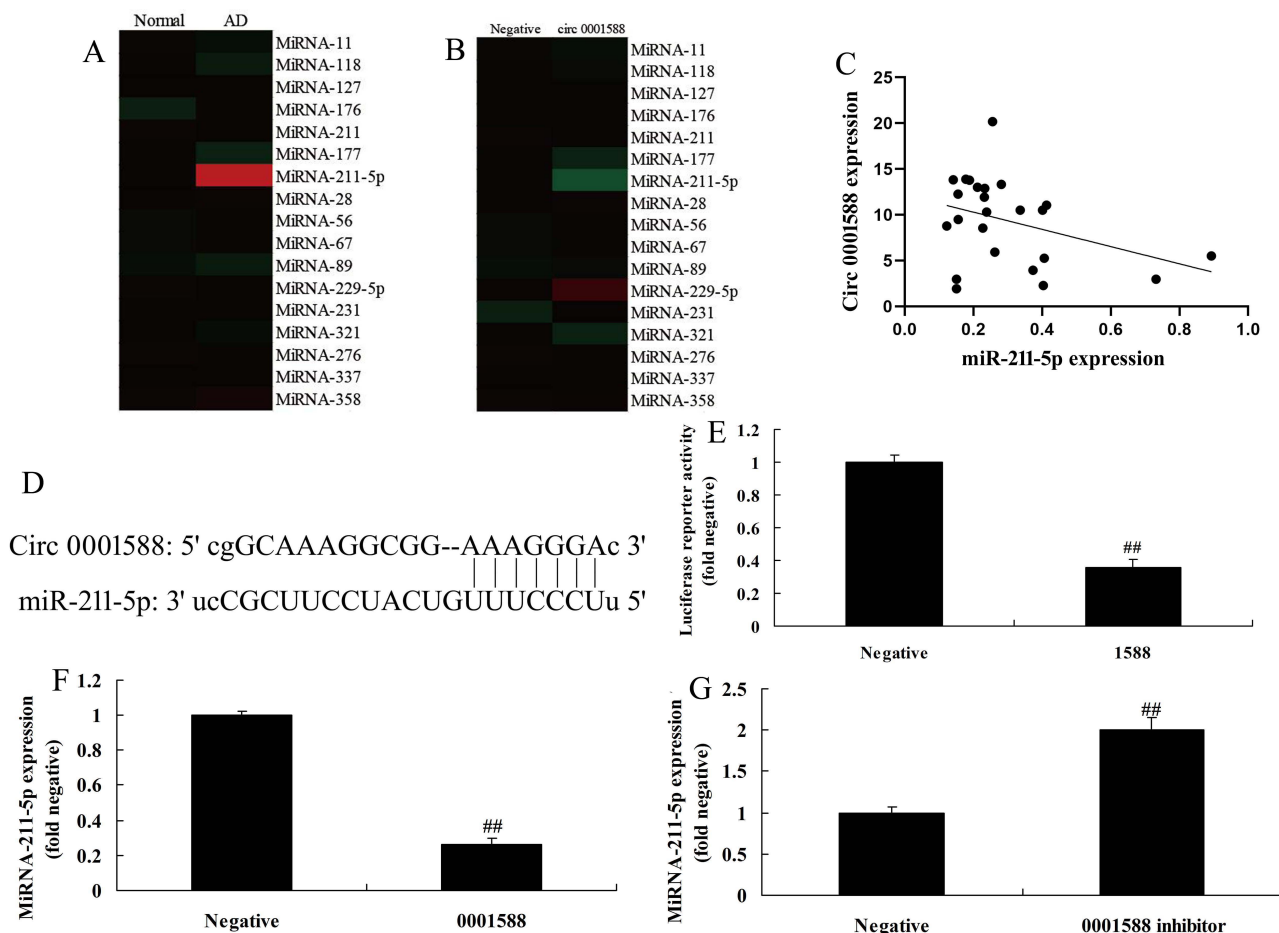 A
Normal AD
MiRNA-11
MiRNA-118
MiRNA-127
MiRNA-176
MiRNA-211
MiRNA-177
MiRNA-211-5p
MiRNA-28
MiRNA-56
MiRNA-67
MiRNA-89
MiRNA-229-5p
MiRNA-231
MiRNA-321
MiRNA-276
MiRNA-337
MiRNA-358
B
Negative circ 0001588
MiRNA-11
MiRNA-118
MiRNA-127
MiRNA-176
MiRNA-211
MiRNA-177
MiRNA-211-5p
MiRNA-28
MiRNA-56
MiRNA-67
MiRNA-89
MiRNA-229-5p
MiRNA-231
MiRNA-321
MiRNA-276
MiRNA-337
MiRNA-358
C
Circ 0001588 expression
25
20
15
10
5
0
0.0 0.2 0.4 0.6 0.8 1.0
miR-211-5p expression
D
Circ 0001588: 5' cgGCAAAGGCGG--AAAGGGAc 3'
miR-211-5p: 3' ucCGCUUCCUACUGUUUCCCUu 5'
E
Luciferase reporter activity
(fold negative)
1.2
1
0.8
0.6
0.4
0.2
0
##
Negative 1588
F
MiRNA-211-5p expression
(fold negative)
1.2
1
0.8
0.6
0.4
0.2
0
##
Negative 0001588
G
MiRNA-211-5p expression
(fold negative)
2.5
2
1.5
1
0.5
0
##
Negative 0001588 inhibitor